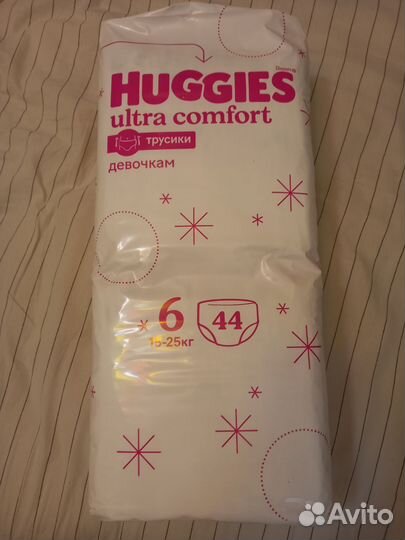 HUGGIES
ultra comfort
трусики
девочкам
6
44
15-25кг
Avito